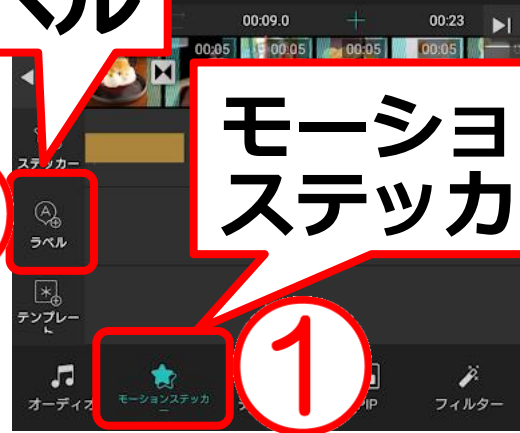 ベル
00:09.0
00:23
00:05
00:05
00:05
00:05
モーショ
ステッカ
ステッカー
ラベル
テンプレー
ト
1
オーディオ
モーションステッカ
ー
PIP
フィルター